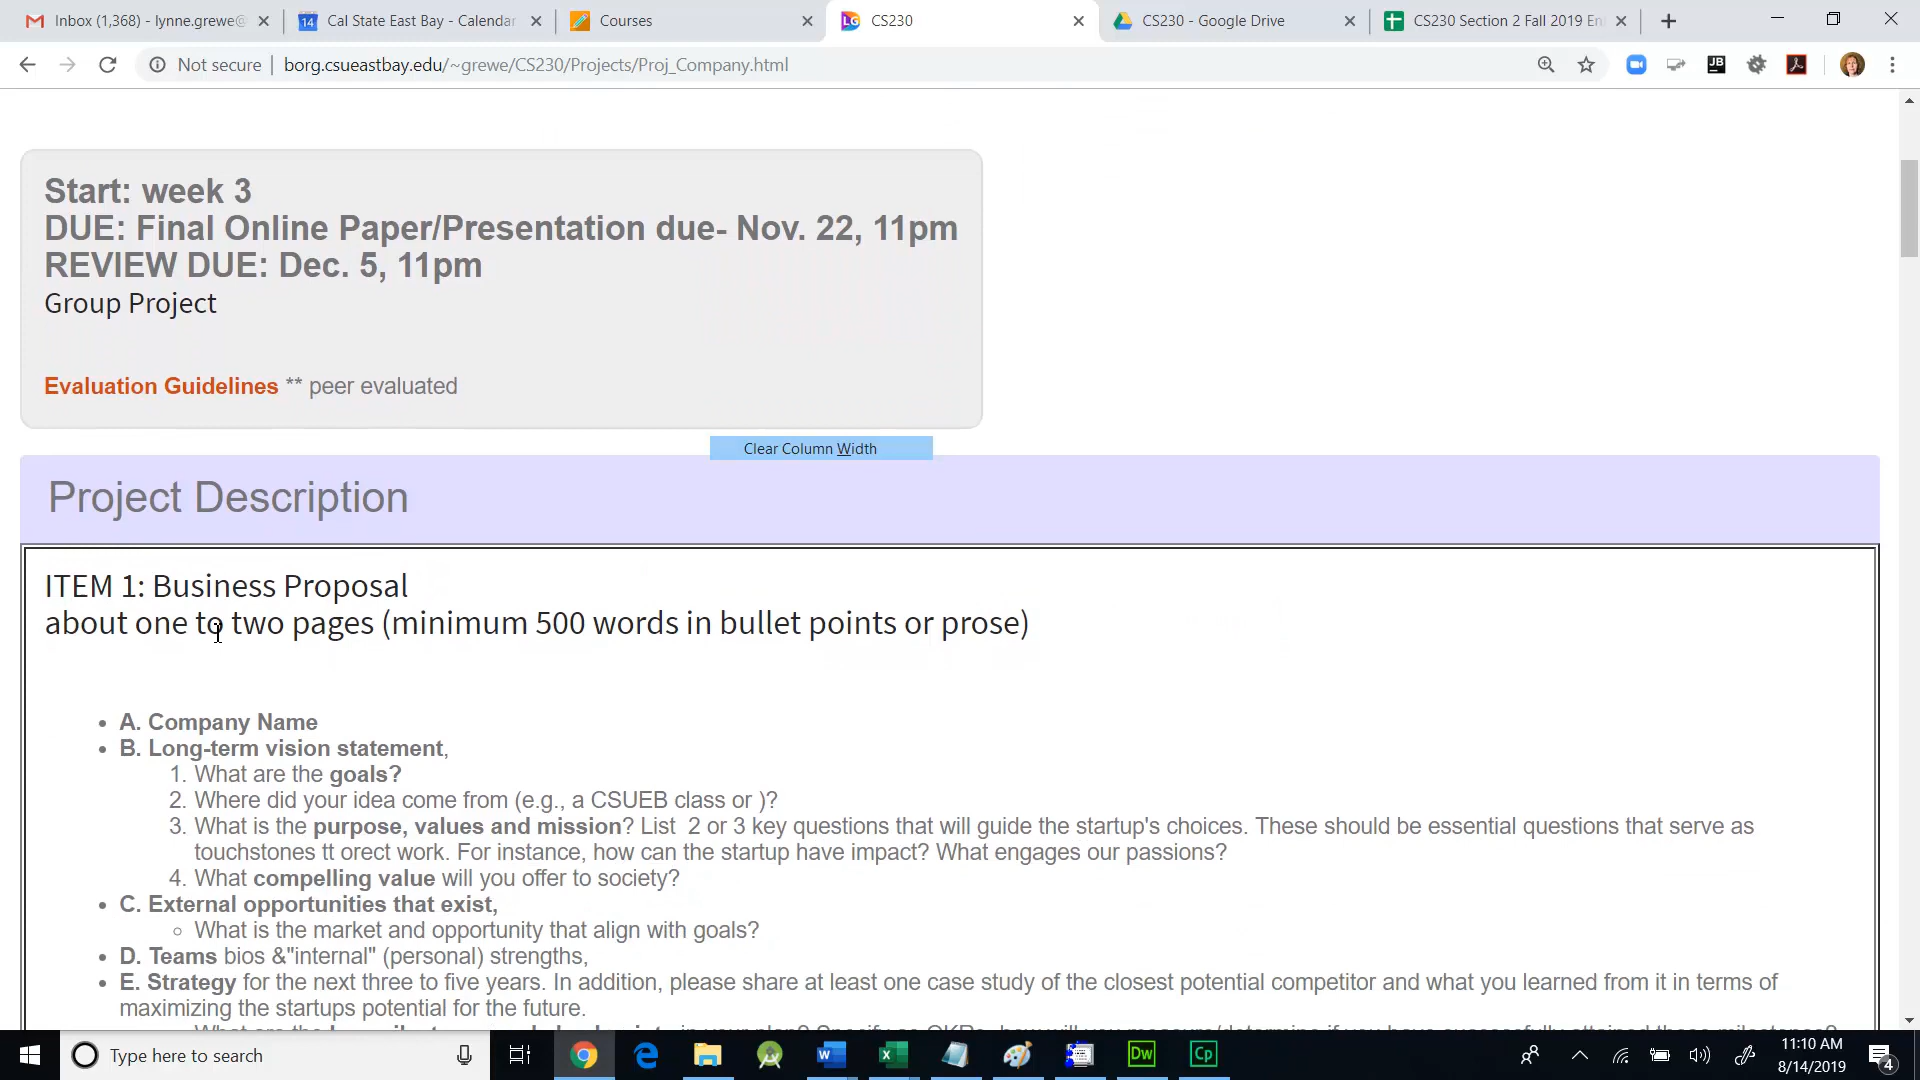 Inbox (1,368) - lynne.grewe@
Cal State East Bay - Calendar
Courses
CS230
CS230 - Google Drive
CS230 Section 2 Fall 2019 En
Not secure
borg.csueastbay.edu/~grewe/CS230/Projects/Proj_Company.html
Start: week 3
DUE: Final Online Paper/Presentation due- Nov. 22, 11pm
REVIEW DUE: Dec. 5, 11pm
Group Project
Evaluation Guidelines ** peer evaluated
Clear Column Width
Project Description
ITEM 1: Business Proposal
about one to two pages (minimum 500 words in bullet points or prose)
• A. Company Name
• B. Long-term vision statement,
1. What are the goals?
2. Where did your idea come from (e.g., a CSUEB class or )?
3. What is the purpose, values and mission? List 2 or 3 key questions that will guide the startup's choices. These should be essential questions that serve as
touchstones tt orect work. For instance, how can the startup have impact? What engages our passions?
4. What compelling value will you offer to society?
• C. External opportunities that exist,
◦ What is the market and opportunity that align with goals?
• D. Teams bios &"internal" (personal) strengths,
• E. Strategy for the next three to five years. In addition, please share at least one case study of the closest potential competitor and what you learned from it in terms of
maximizing the startups potential for the future.
Type here to search
11:10 AM
8/14/2019
4